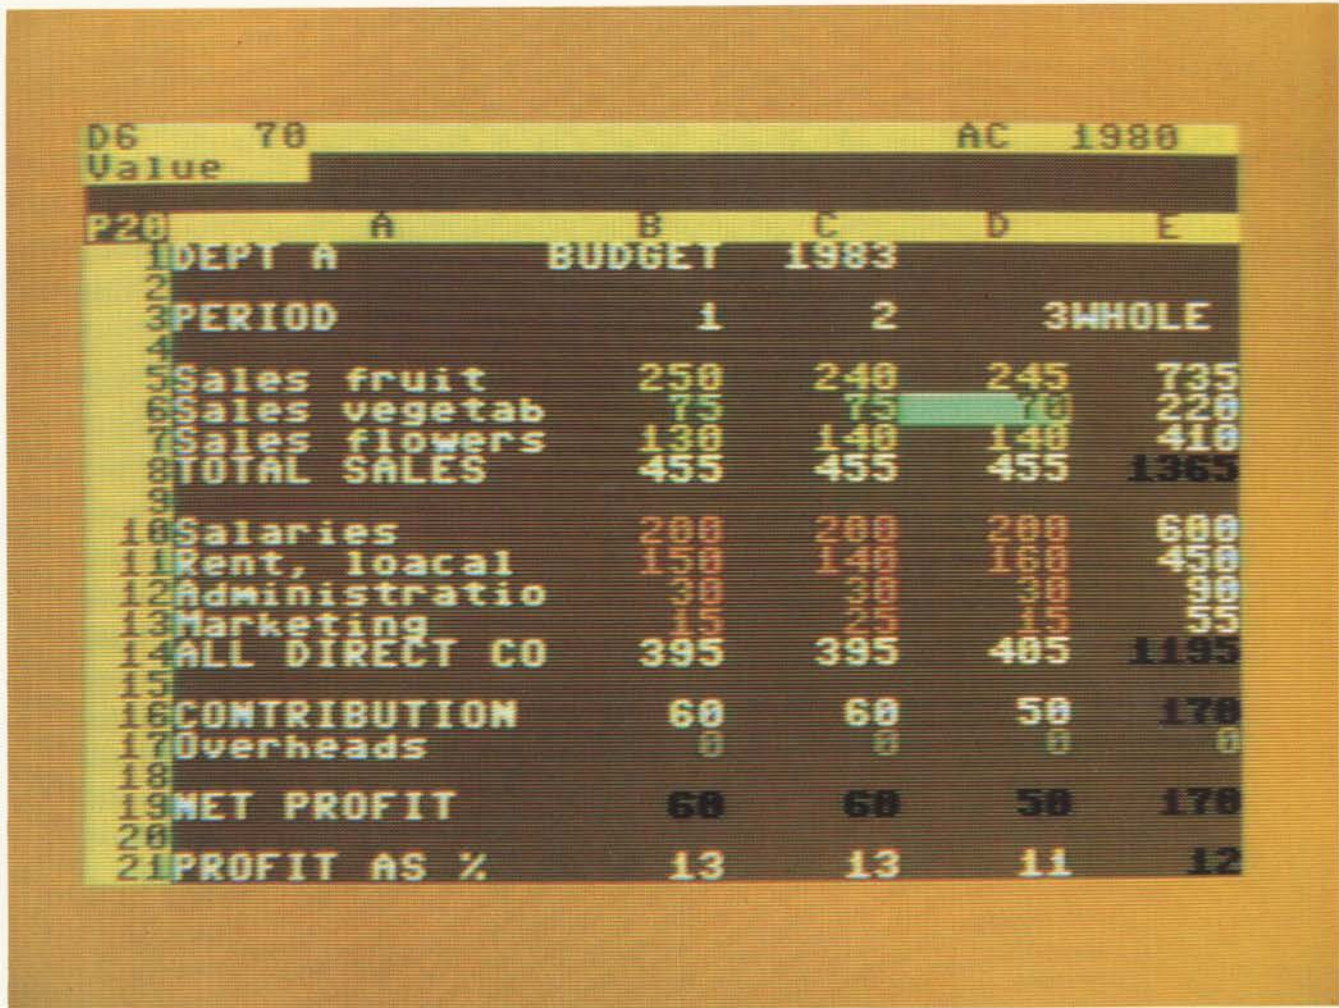 D6 70 AC 1980
Value
P20 A B C D E
1 DEPT A BUDGET 1983
2
3 PERIOD 1 2 3WHOLE
4
5 Sales fruit 250 240 245 735
6 Sales vegetab 75 75 70 220
7 Sales flowers 130 140 140 410
8 TOTAL SALES 455 455 455 1365
9
10 Salaries 200 200 200 600
11 Rent, loacal 150 140 160 450
12 Administratio 30 30 30 90
13 Marketing 15 25 15 55
14 ALL DIRECT CO 395 395 405 1195
15
16 CONTRIBUTION 60 60 50 170
17 Overheads 0 0 0 0
18
19 NET PROFIT 60 60 50 170
20
21 PROFIT AS % 13 13 11 12